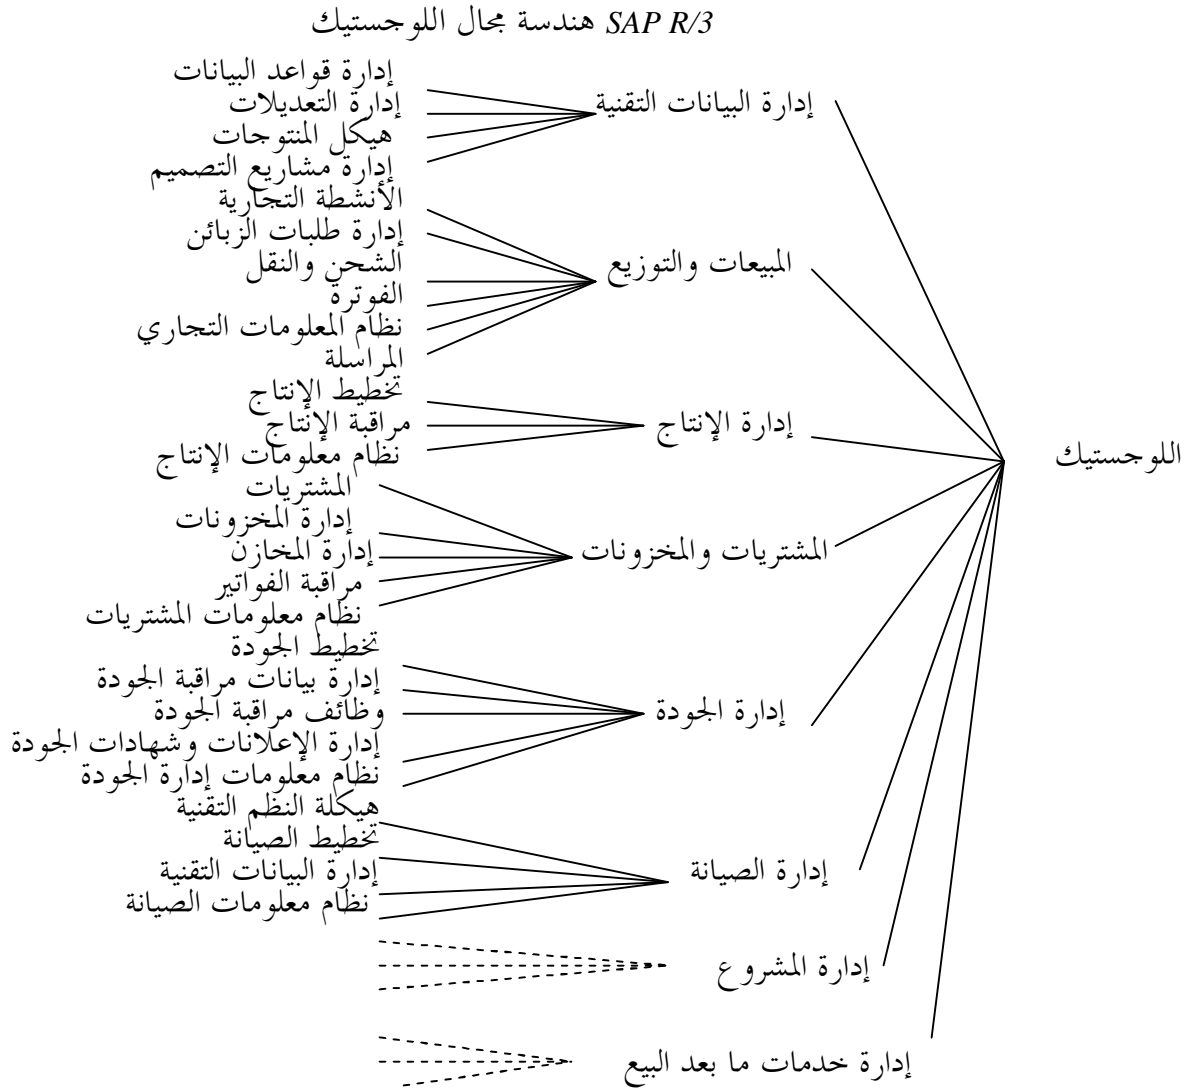 SAP R/3 هندسة مجال اللوجستيك
اللوجستيك
إدارة البيانات التقنية
إدارة قواعد البيانات
إدارة التعديلات
هيكل المنتوجات
إدارة مشاريع التصميم
المبيعات والتوزيع
الأنشطة التجارية
إدارة طلبات الزبائن
الشحن والنقل
الفوترة
نظام المعلومات التجاري
المراسلة
إدارة الإنتاج
تخطيط الإنتاج
مراقبة الإنتاج
نظام معلومات الإنتاج
المشتريات والمخزونات
المشتريات
إدارة المخزونات
إدارة المخازن
مراقبة الفواتير
نظام معلومات المشتريات
إدارة الجودة
تخطيط الجودة
إدارة بيانات مراقبة الجودة
وظائف مراقبة الجودة
إدارة الإعلانات وشهادات الجودة
نظام معلومات إدارة الجودة
إدارة الصيانة
هيكلة النظم التقنية
تخطيط الصيانة
إدارة البيانات التقنية
نظام معلومات الصيانة
إدارة المشروع
إدارة خدمات ما بعد البيع